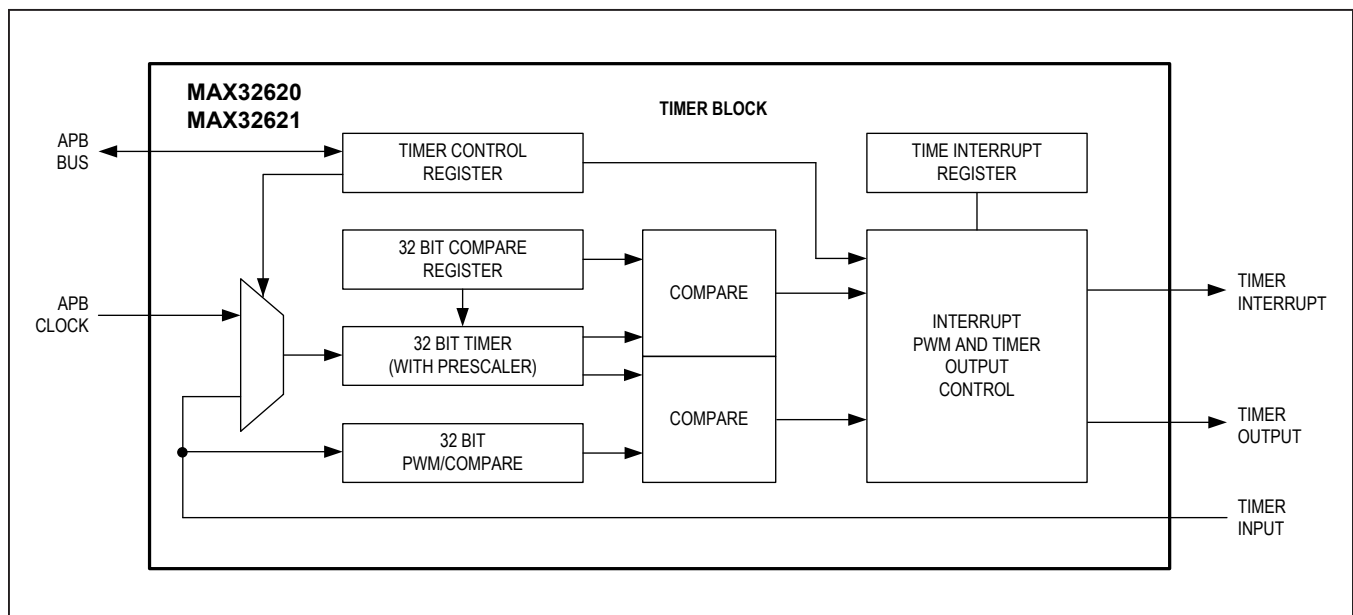 MAX32620
MAX32621
TIMER BLOCK
APB
BUS
TIMER CONTROL
REGISTER
TIME INTERRUPT
REGISTER
32 BIT COMPARE
REGISTER
COMPARE
APB
CLOCK
32 BIT TIMER
(WITH PRESCALER)
INTERRUPT
PWM AND TIMER
OUTPUT
CONTROL
TIMER
INTERRUPT
32 BIT
PWM/COMPARE
COMPARE
TIMER
OUTPUT
TIMER
INPUT